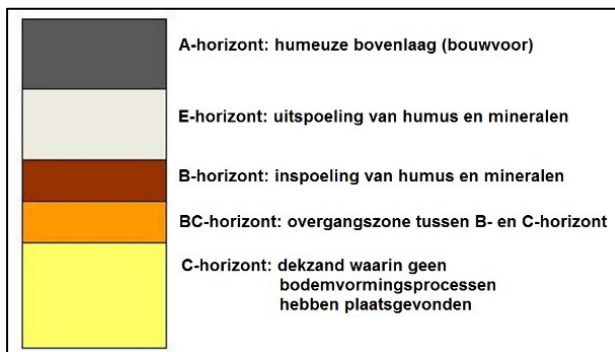 A-horizont: humeuze bovenlaag (bouwvoor)
E-horizont: uitspoeling van humus en mineralen
B-horizont: inspoeling van humus en mineralen
BC-horizont: overgangszone tussen B- en C-horizont
C-horizont: dekzand waarin geen
bodemvormingsprocessen
hebben plaatsgevonden